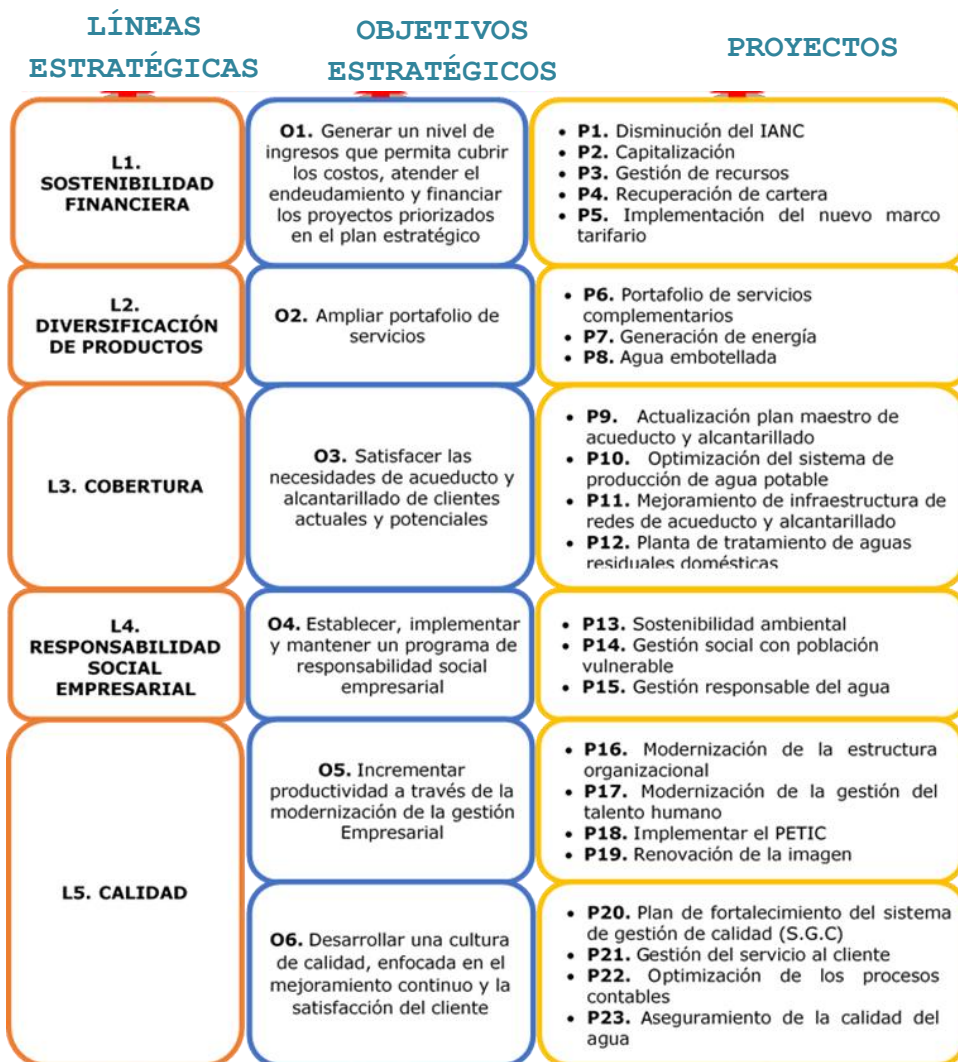 LÍNEAS
ESTRATÉGICAS
OBJETIVOS
ESTRATÉGICOS
PROYECTOS
L1.
SOSTENIBILIDAD
FINANCIERA
O1. Generar un nivel de
ingresos que permita cubrir
los costos, atender el
endeudamiento y financiar
los proyectos priorizados
en el plan estratégico
• P1. Disminución del IANC
• P2. Capitalización
• P3. Gestión de recursos
• P4. Recuperación de cartera
• P5. Implementación del nuevo marco
tarifario
L2.
DIVERSIFICACIÓN
DE PRODUCTOS
O2. Ampliar portafolio de
servicios
• P6. Portafolio de servicios
complementarios
• P7. Generación de energía
• P8. Agua embotellada
L3. COBERTURA
O3. Satisfacer las
necesidades de acueducto y
alcantarillado de clientes
actuales y potenciales
• P9. Actualización plan maestro de
acueducto y alcantarillado
• P10. Optimización del sistema de
producción de agua potable
• P11. Mejoramiento de infraestructura de
redes de acueducto y alcantarillado
• P12. Planta de tratamiento de aguas
residuales domésticas
L4.
RESPONSABILIDAD
SOCIAL
EMPRESARIAL
O4. Establecer, implementar
y mantener un programa de
responsabilidad social
empresarial
• P13. Sostenibilidad ambiental
• P14. Gestión social con población
vulnerable
• P15. Gestión responsable del agua
L5. CALIDAD
O5. Incrementar
productividad a través de la
modernización de la gestión
Empresarial
• P16. Modernización de la estructura
organizacional
• P17. Modernización de la gestión del
talento humano
• P18. Implementar el PETIC
• P19. Renovación de la imagen
O6. Desarrollar una cultura
de calidad, enfocada en el
mejoramiento continuo y la
satisfacción del cliente
• P20. Plan de fortalecimiento del sistema
de gestión de calidad (S.G.C)
• P21. Gestión del servicio al cliente
• P22. Optimización de los procesos
contables
• P23. Aseguramiento de la calidad del
agua